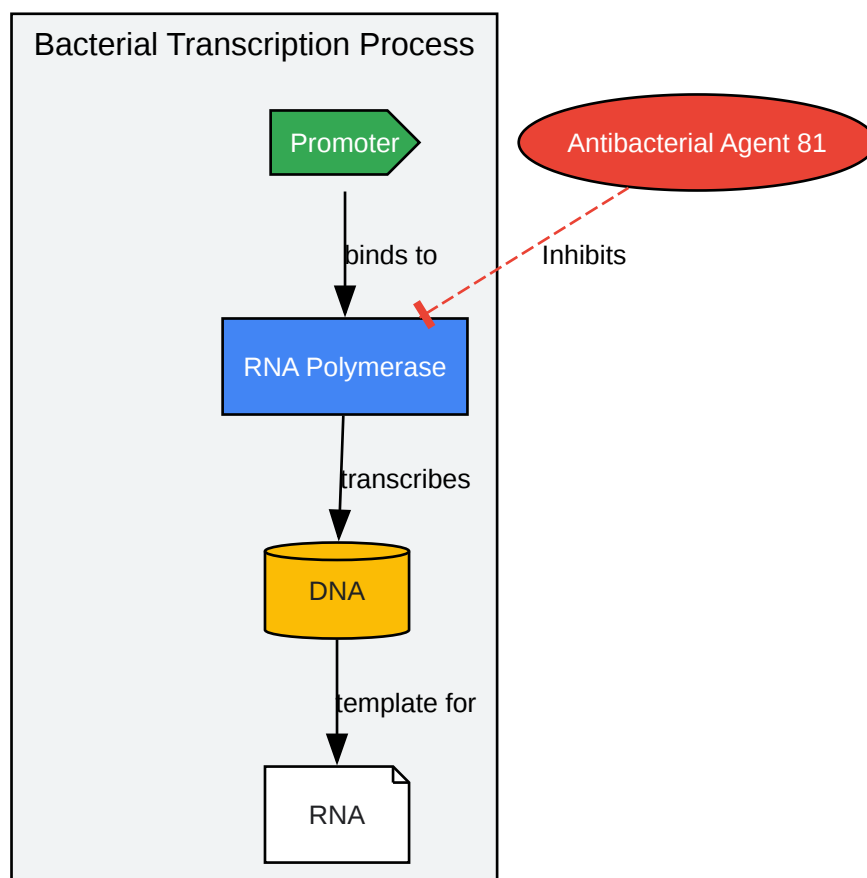 Bacterial Transcription Process
Promoter
Antibacterial Agent 81
binds to
Inhibits
RNA Polymerase
transcribes
DNA
template for
RNA